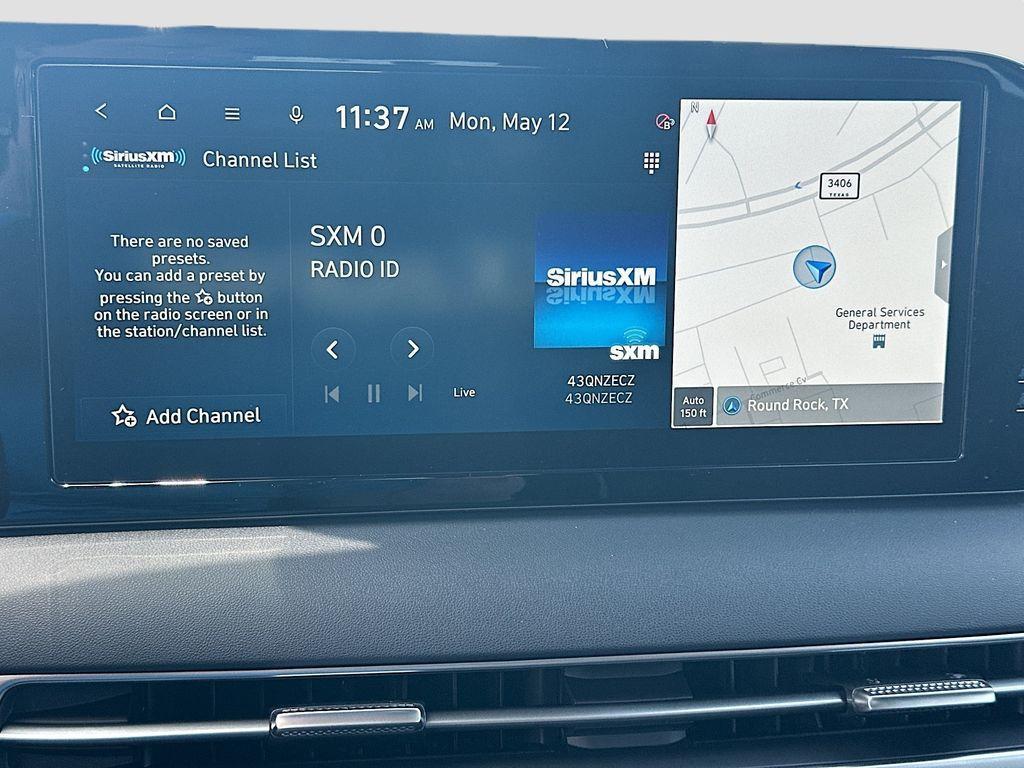 11:37 AM Mon, May 12
N
((SiriusXM))
SATELLITE RADIO
Channel List
3406
TEXAS
There are no saved
presets.
You can add a preset by
pressing the button
on the radio screen or in
the station/channel list.
SXM 0
RADIO ID
SiriusXM
sxm
General Services
Department
43QNZECZ
43QNZECZ
Live
Commerce Cv
Add Channel
Auto
150 ft
Round Rock, TX